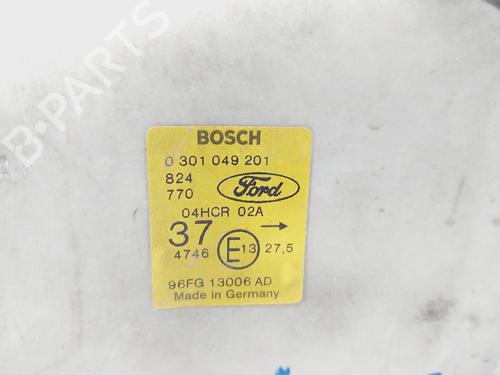 B-PARTS
BOSCH
0 301 049 201
824
770
Ford
04HCR 02A
37
4746 E 13 27,5
96FG 13006 AD
Made in Germany